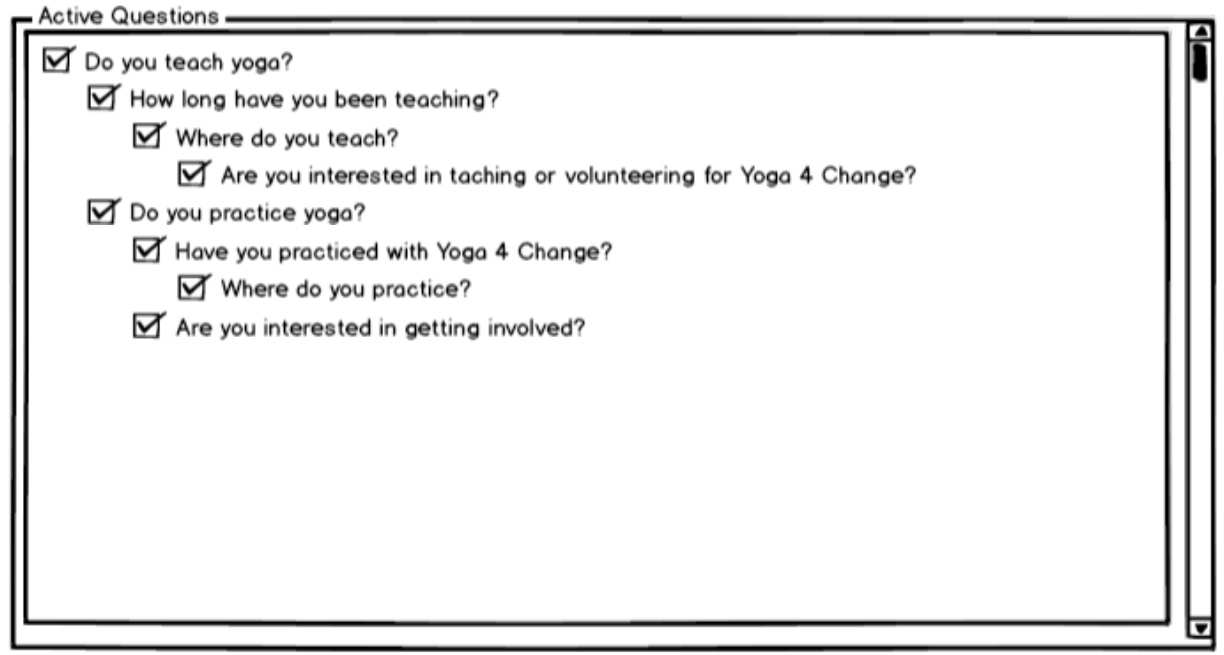 Active Questions
Do you teach yoga?
How long have you been teaching?
Where do you teach?
Are you interested in taching or volunteering for Yoga 4 Change?
Do you practice yoga?
Have you practiced with Yoga 4 Change?
Where do you practice?
Are you interested in getting involved?